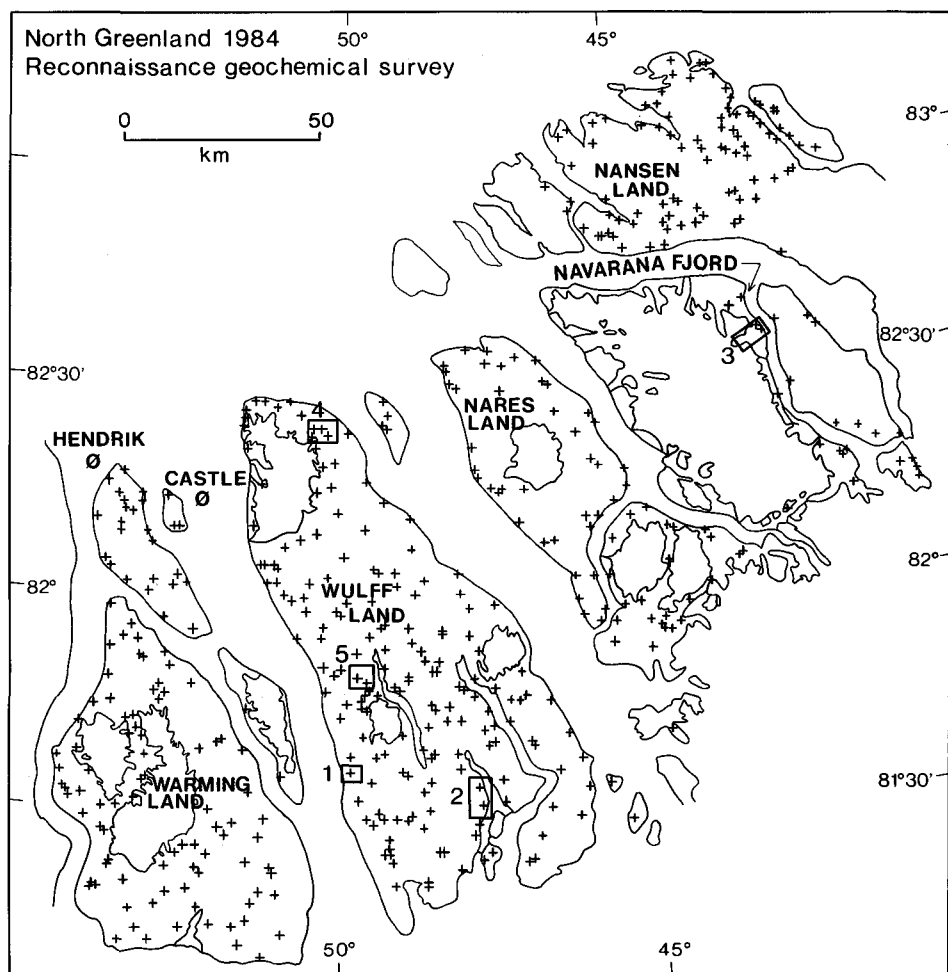 North Greenland 1984
Reconnaissance geochemical survey
50°
45°
0 50
km
83°
NANSEN
LAND
NAVARANA FJORD
3
82°30'
82°30'
NARES
LAND
4
HENDRIK
Ø
CASTLE
Ø
82°
82°
WULFF
LAND
5
1
2
81°30'
WARMING
LAND
50°
45°